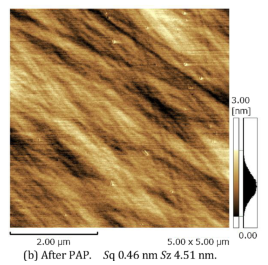 3.00
[nm]
0.00
2.00 µm
5.00 x 5.00 µm
(b) After PAP. Sq 0.46 nm Sz 4.51 nm.